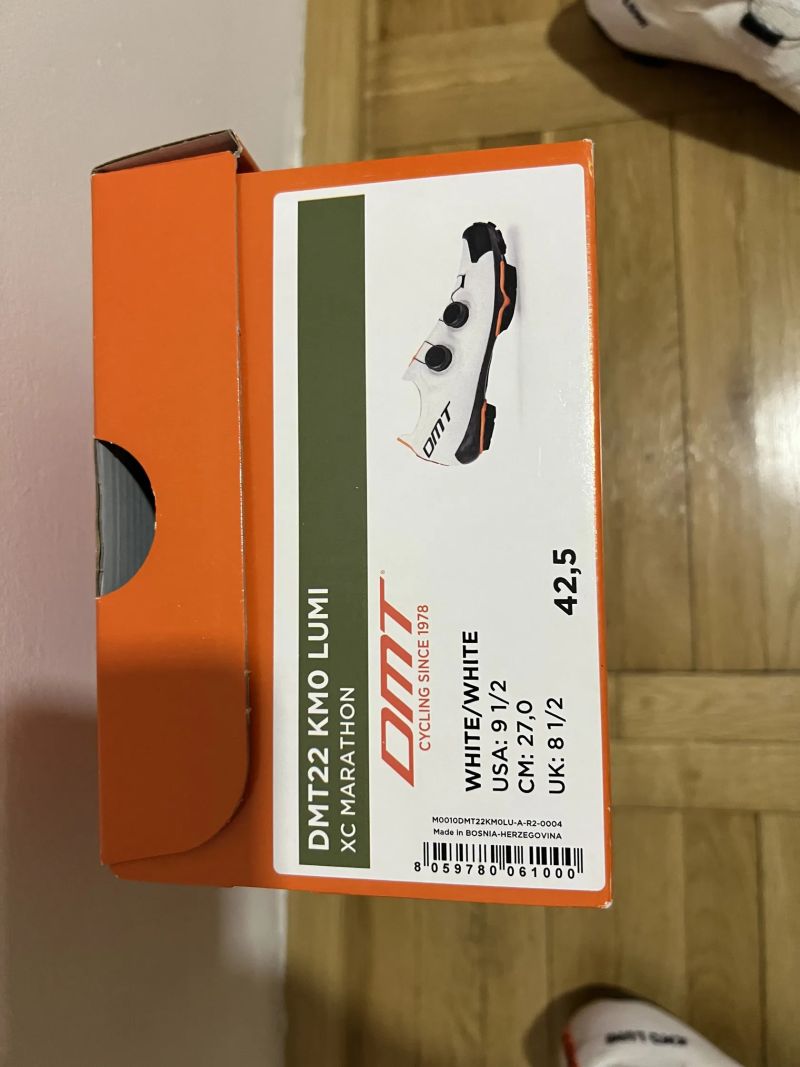 DMT22 KM0 LUMI
XC MARATHON
DMT®
CYCLING SINCE 1978
WHITE/WHITE
USA: 9 1/2
CM: 27,0
UK: 8 1/2
42,5
M0010DMT22KM0LU-A-R2-0004
Made in BOSNIA-HERZEGOVINA
8 059780 061000
DMT